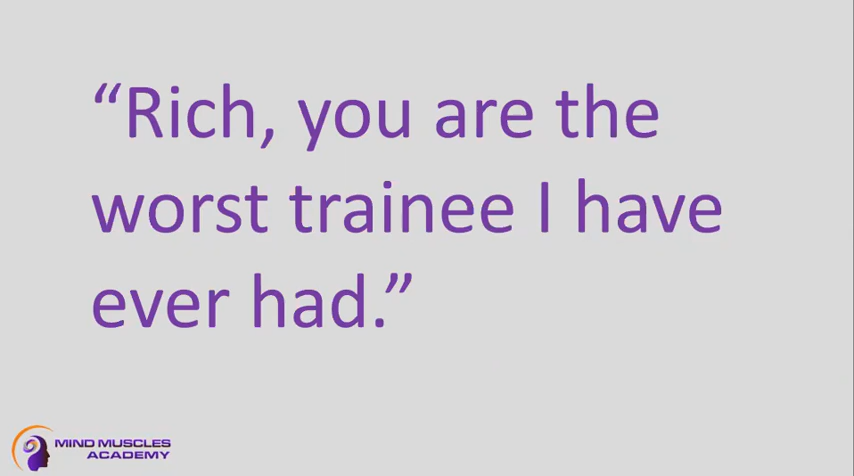 “Rich, you are the
worst trainee I have
ever had.”
MIND MUSCLES
ACADEMY